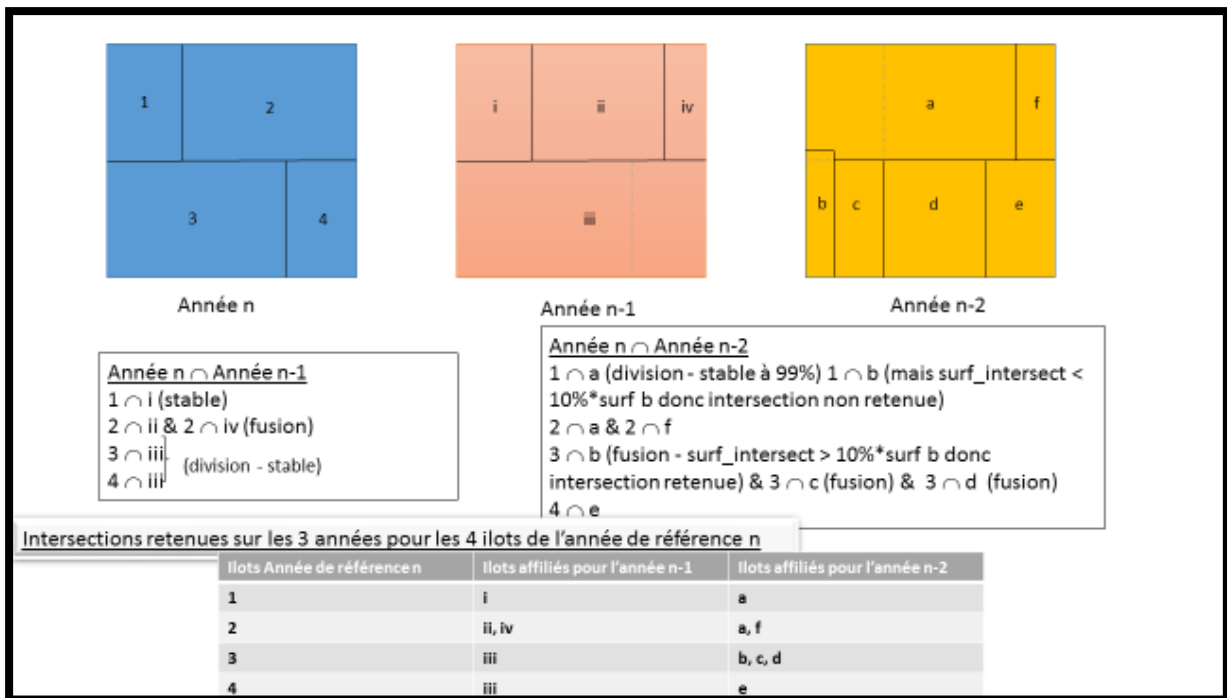 1
2
3
4
Année n
i
ii
iv
iii
Année n-1
a
f
b
c
d
e
Année n-2
Année n ∩ Année n-1
1 ∩ i (stable)
2 ∩ ii & 2 ∩ iv (fusion)
3 ∩ iii
4 ∩ iii
(division - stable)
Année n ∩ Année n-2
1 ∩ a (division - stable à 99%) 1 ∩ b (mais surf_intersect <
10%*surf b donc intersection non retenue)
2 ∩ a & 2 ∩ f
3 ∩ b (fusion - surf_intersect > 10%*surf b donc
intersection retenue) & 3 ∩ c (fusion) & 3 ∩ d (fusion)
4 ∩ e
Intersections retenues sur les 3 années pour les 4 ilots de l'année de référence n
Ilots Année de référence n Ilots affiliés pour l'année n-1 Ilots affiliés pour l'année n-2
1 i a
2 ii, iv a, f
3 iii b, c, d
4 iii e